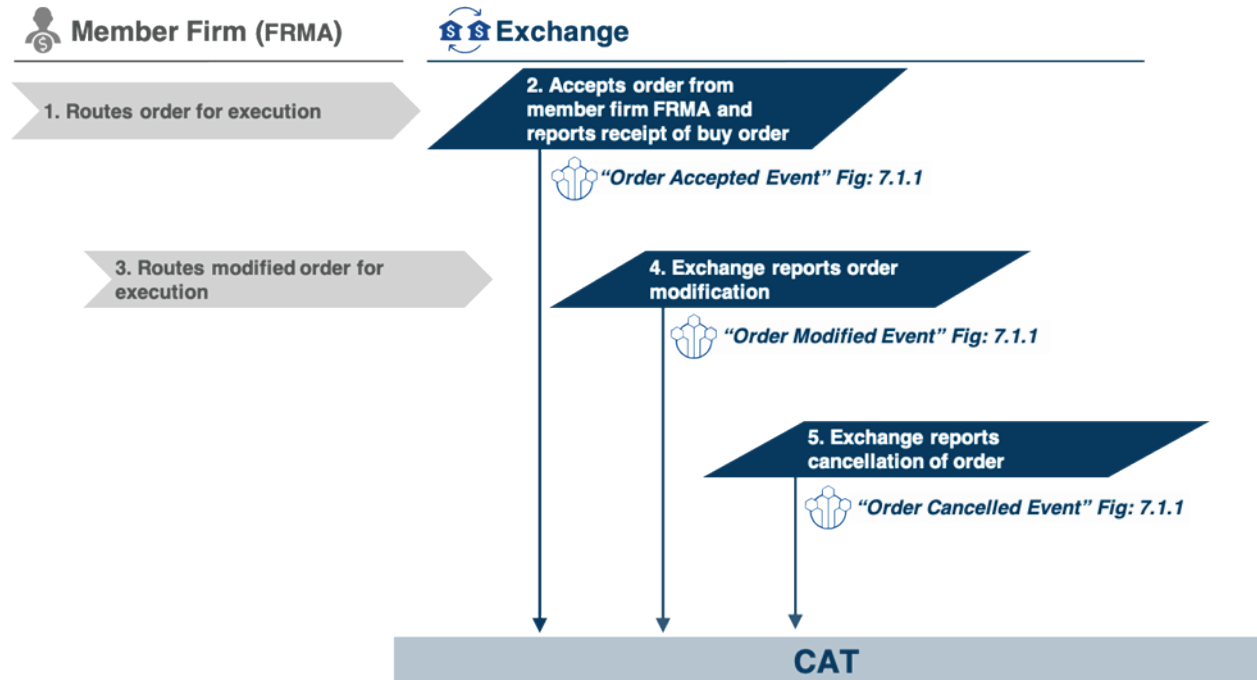 Member Firm (FRMA)
Exchange
1. Routes order for execution
2. Accepts order from
member firm FRMA and
reports receipt of buy order
“Order Accepted Event” Fig: 7.1.1
3. Routes modified order for
execution
4. Exchange reports order
modification
“Order Modified Event” Fig: 7.1.1
5. Exchange reports
cancellation of order
“Order Cancelled Event” Fig: 7.1.1
CAT